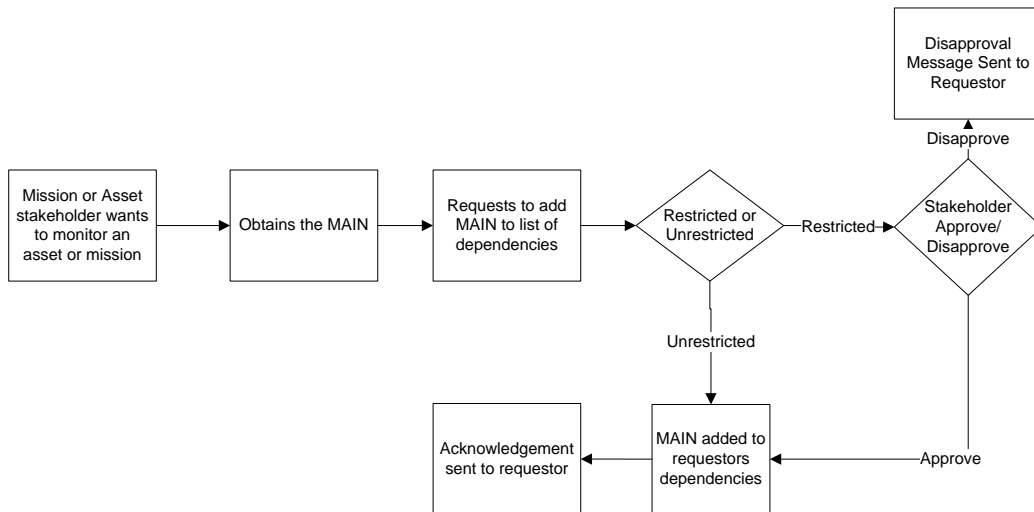 Disapproval
Message Sent to
Requestor
Disapprove
Mission or Asset
stakeholder wants
to monitor an
asset or mission
Obtains the MAIN
Requests to add
MAIN to list of
dependencies
Restricted or
Unrestricted
Restricted
Stakeholder
Approve/
Disapprove
Unrestricted
Acknowledgement
sent to requestor
MAIN added to
requestors
dependencies
Approve